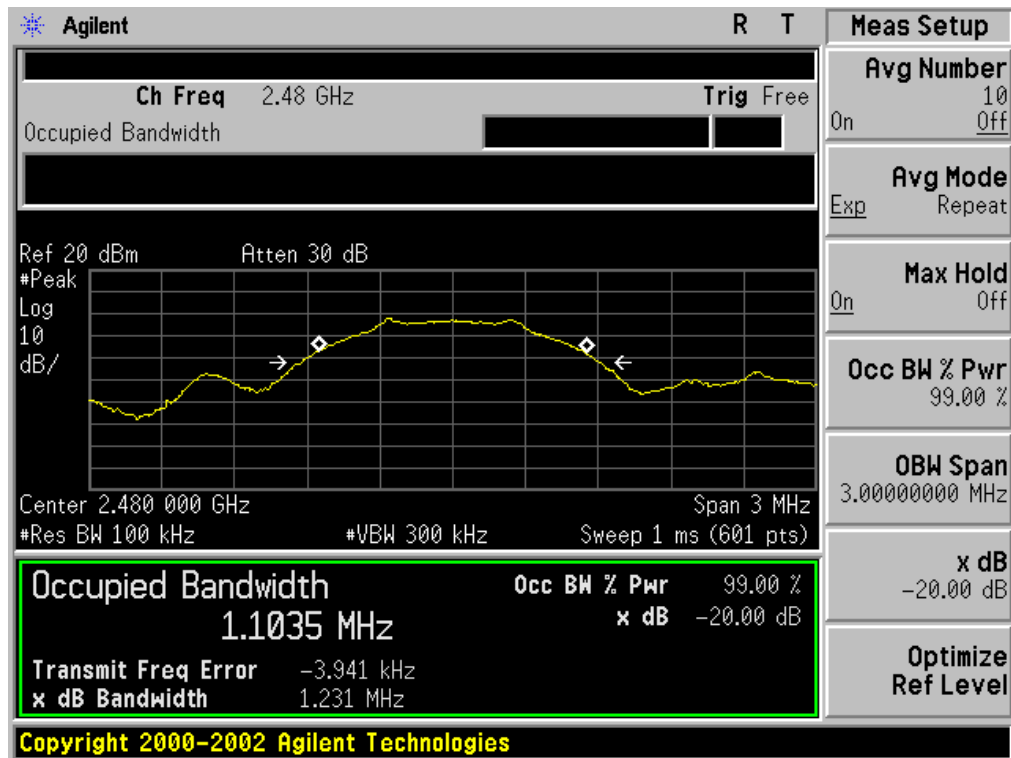 Agilent R T
Ch Freq 2.48 GHz Trig Free
Occupied Bandwidth
Ref 20 dBm Atten 30 dB
#Peak
Log
10
dB/
Center 2.480 000 GHz Span 3 MHz
#Res BW 100 kHz #VBW 300 kHz Sweep 1 ms (601 pts)
Occupied Bandwidth Occ BW % Pwr 99.00 %
1.1035 MHz x dB -20.00 dB
Transmit Freq Error -3.941 kHz
x dB Bandwidth 1.231 MHz
Copyright 2000-2002 Agilent Technologies
Meas Setup
Avg Number
10
On Off
Avg Mode
Exp Repeat
Max Hold
On Off
Occ BW % Pwr
99.00 %
OBW Span
3.00000000 MHz
x dB
-20.00 dB
Optimize
Ref Level